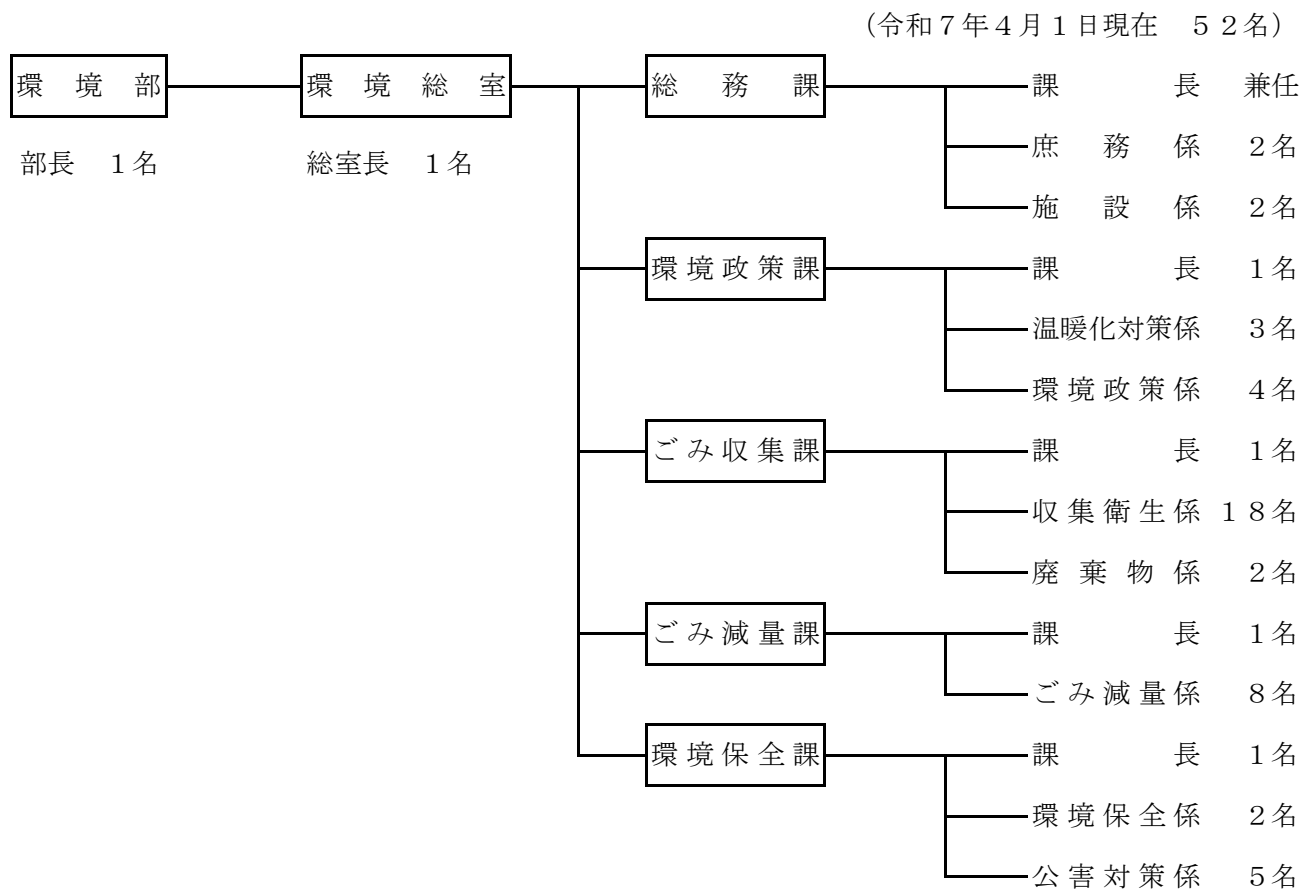 （令和７年４月１日現在　５２名）
環境部　環境総室　総務課　課長　兼任
部長　１名　総室長　１名　庶務係　２名
施設係　２名
環境政策課　課長　１名
温暖化対策係　３名
環境政策係　４名
ごみ収集課　課長　１名
収集衛生係　１８名
廃棄物係　２名
ごみ減量課　課長　１名
ごみ減量係　８名
環境保全課　課長　１名
環境保全係　２名
公害対策係　５名